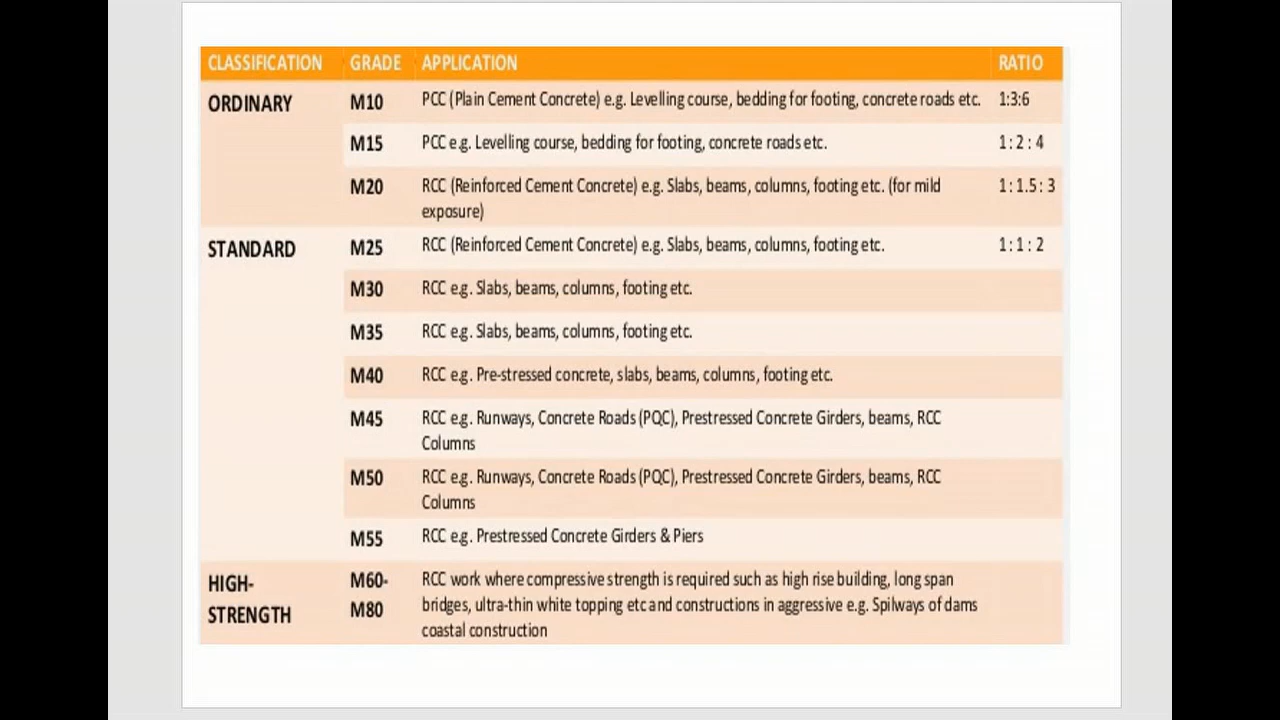 CLASSIFICATION GRADE APPLICATION RATIO
ORDINARY M10 PCC (Plain Cement Concrete) e.g. Levelling course, bedding for footing, concrete roads etc. 1:3:6
M15 PCC e.g. Levelling course, bedding for footing, concrete roads etc. 1 : 2 : 4
M20 RCC (Reinforced Cement Concrete) e.g. Slabs, beams, columns, footing etc. (for mild 1 : 1.5 : 3
exposure)
STANDARD M25 RCC (Reinforced Cement Concrete) e.g. Slabs, beams, columns, footing etc. 1 : 1 : 2
M30 RCC e.g. Slabs, beams, columns, footing etc.
M35 RCC e.g. Slabs, beams, columns, footing etc.
M40 RCC e.g. Pre-stressed concrete, slabs, beams, columns, footing etc.
M45 RCC e.g. Runways, Concrete Roads (PQC), Prestressed Concrete Girders, beams, RCC
Columns
M50 RCC e.g. Runways, Concrete Roads (PQC), Prestressed Concrete Girders, beams, RCC
Columns
M55 RCC e.g. Prestressed Concrete Girders & Piers
HIGH- M60- RCC work where compressive strength is required such as high rise building, long span
STRENGTH M80 bridges, ultra-thin white topping etc and constructions in aggressive e.g. Spilways of dams
coastal construction